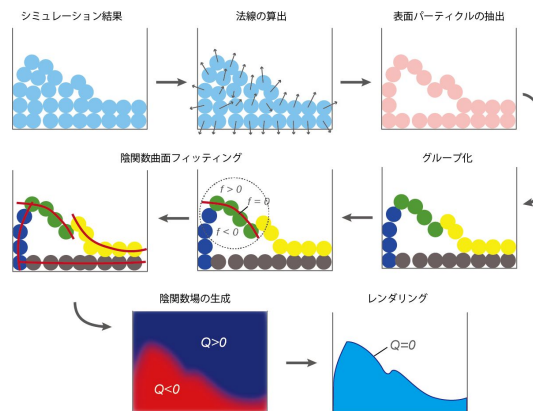 シミュレーション結果
法線の算出
表面パーティクルの抽出
陰関数曲面フィッティング
グループ化
f > 0
f = 0
f < 0
陰関数場の生成
レンダリング
Q>0
Q<0
Q=0